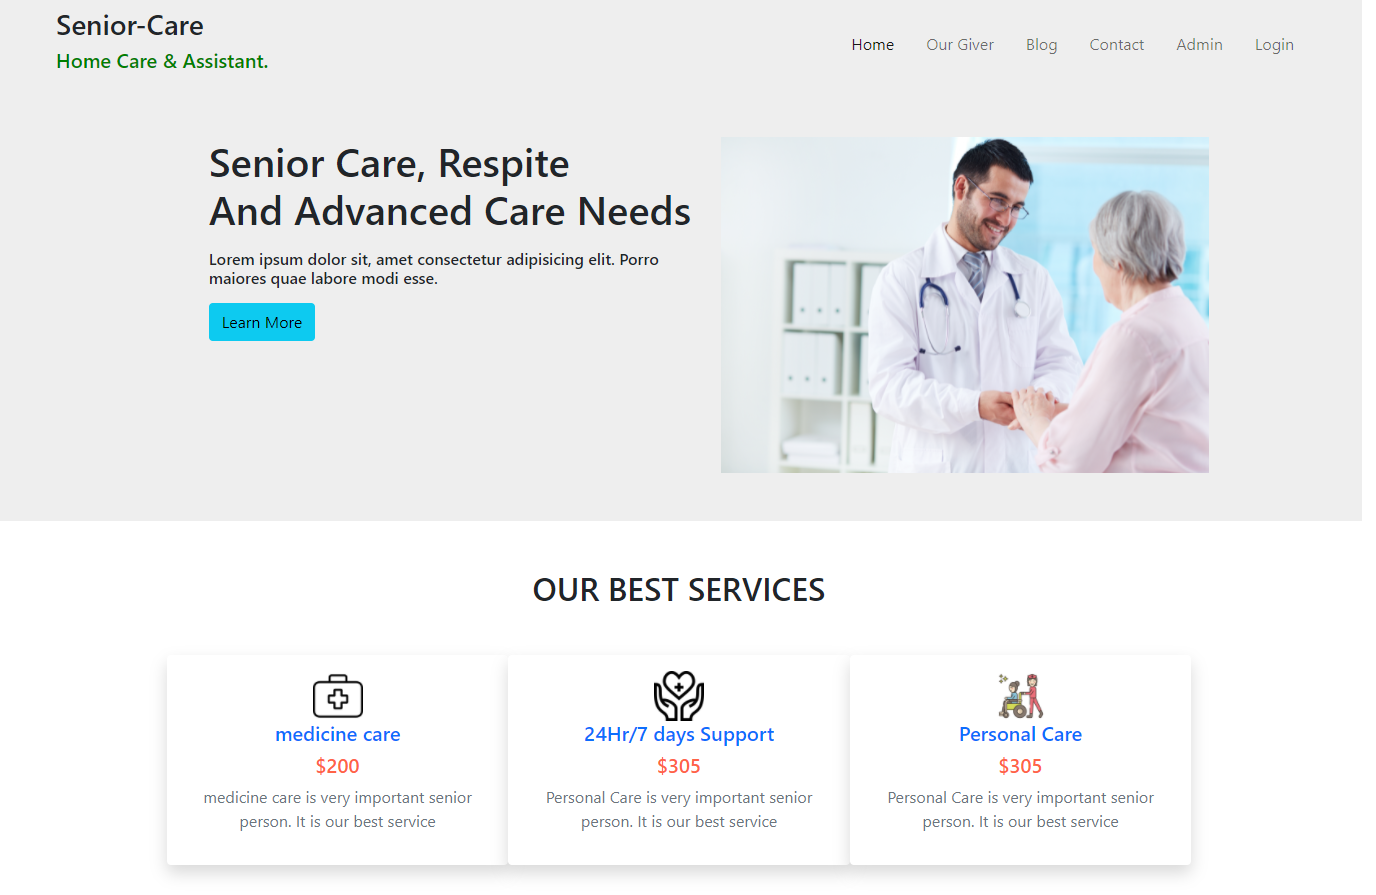 Senior-Care
Home Care & Assistant.
Home Our Giver Blog Contact Admin Login
Senior Care, Respite
And Advanced Care Needs
Lorem ipsum dolor sit, amet consectetur adipisicing elit. Porro
maiores quae labore modi esse.
Learn More
OUR BEST SERVICES
medicine care
$200
medicine care is very important senior
person. It is our best service
24Hr/7 days Support
$305
Personal Care is very important senior
person. It is our best service
Personal Care
$305
Personal Care is very important senior
person. It is our best service